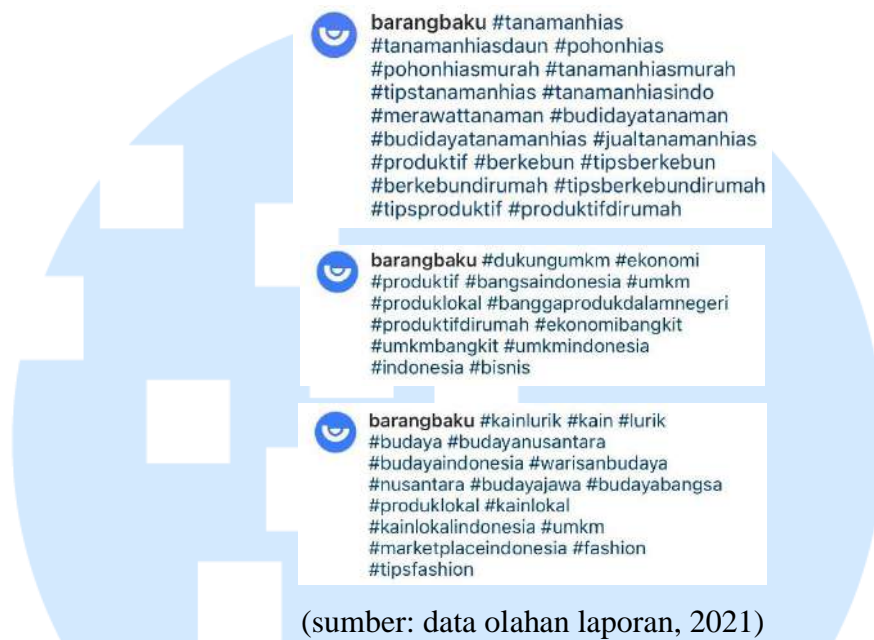 barangbaku #tanamanhias
#tanamanhiasdaun #pohonhias
#pohonhiasmurah #tanamanhiasmurah
#tipstanamanhias #tanamanhiasindo
#merawattanaman #budidayatanaman
#budidayatanamanhias #jualtanamanhias
#produktif #berkebun #tipsberkebun
#berkebundirumah #tipsberkebundirumah
#tipsproduktif #produktifdirumah
barangbaku #dukungumkm #ekonomi
#produktif #bangsaindonesia #umkm
#produklokal #banggaprodukdalamnegeri
#produktifdirumah #ekonomibangkit
#umkmbangkit #umkmindonesia
#indonesia #bisnis
barangbaku #kainlurik #kain #lurik
#budaya #budayanusantara
#budayaindonesia #warisanbudaya
#nusantara #budayajawa #budayabangsa
#produklokal #kainlokal
#kainlokalindonesia #umkm
#marketplaceindonesia #fashion
#tipsfashion
(sumber: data olahan laporan, 2021)